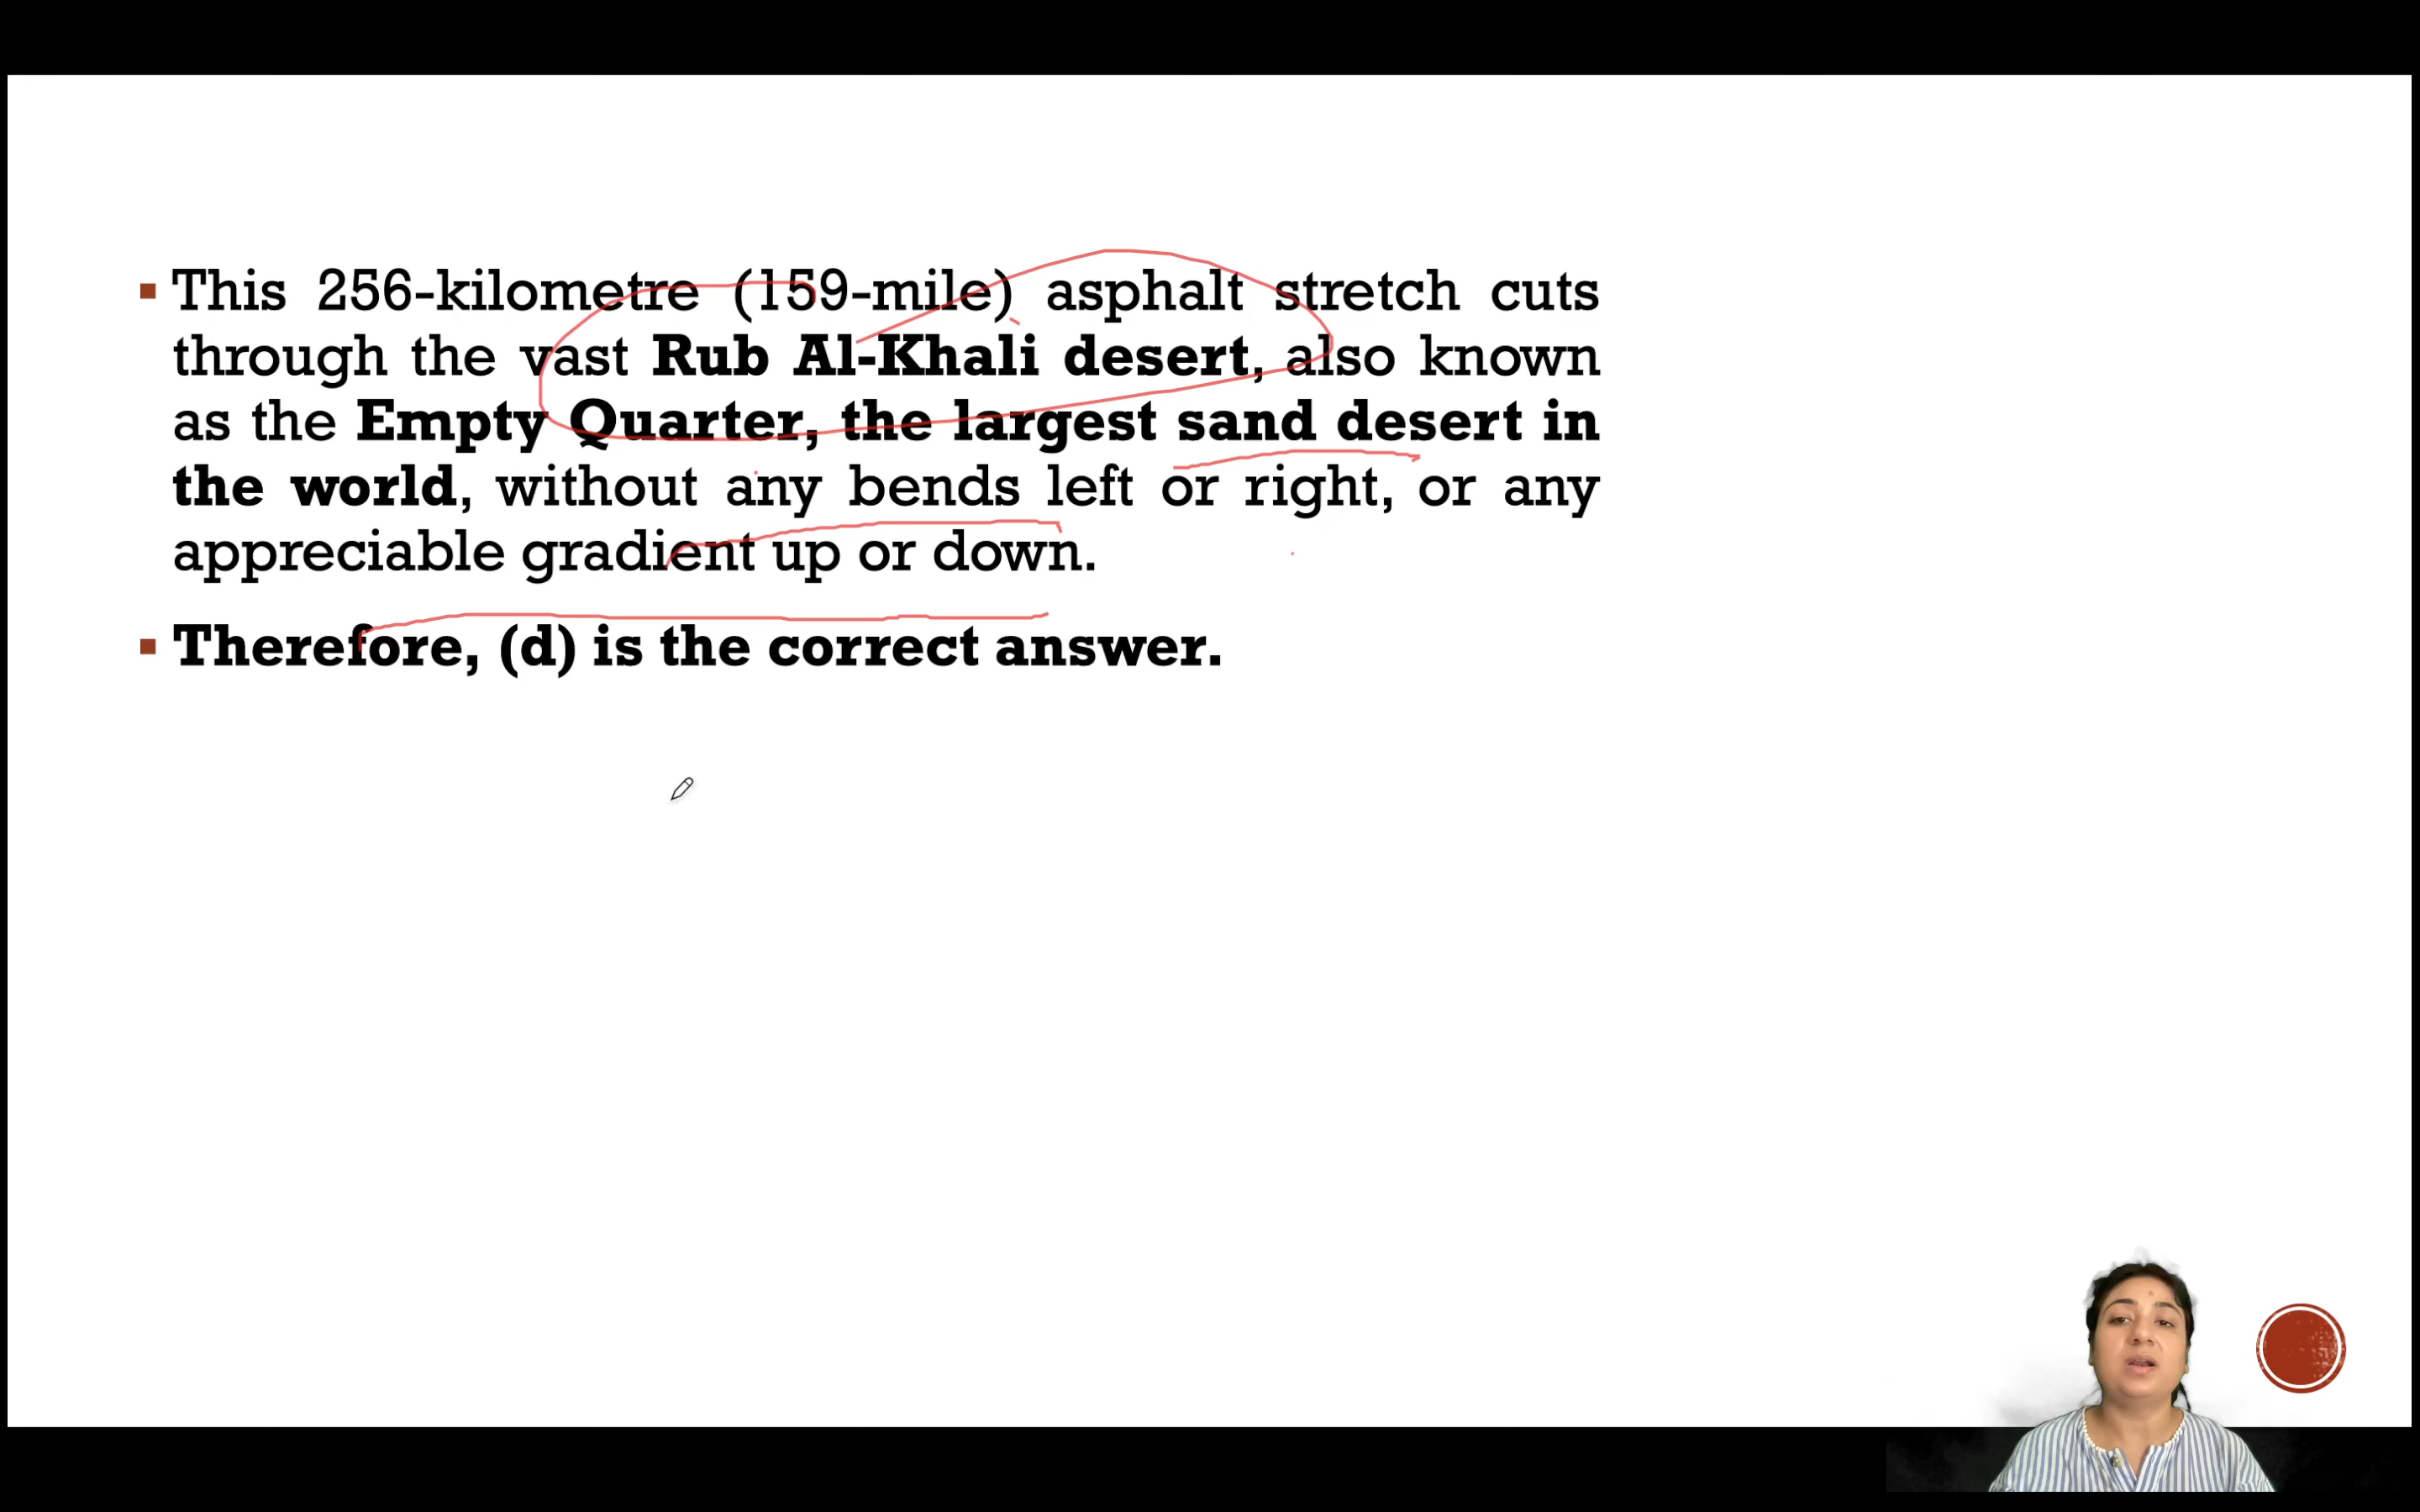 This 256-kilometre (159-mile) asphalt stretch cuts
through the vast Rub Al-Khali desert, also known
as the Empty Quarter, the largest sand desert in
the world, without any bends left or right, or any
appreciable gradient up or down.
Therefore, (d) is the correct answer.